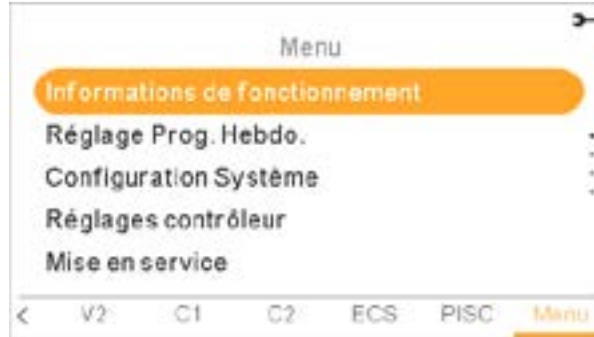 Menu
Informations de fonctionnement
Réglage Prog. Hebdo.
Configuration Système
Réglages contrôleur
Mise en service
< V2 C1 C2 ECS PISC Menu